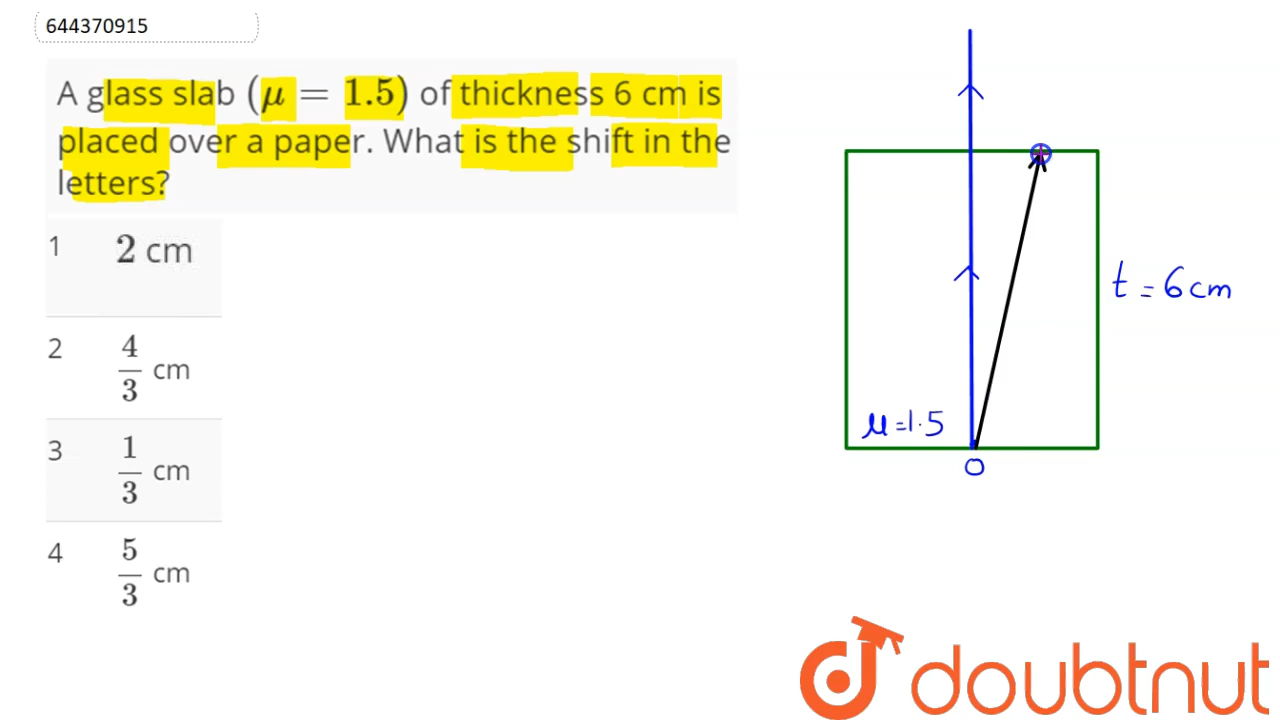 644370915
A glass slab (μ = 1.5) of thickness 6 cm is
placed over a paper. What is the shift in the
letters?
1 2 cm
2 4/3 cm
3 1/3 cm
4 5/3 cm
t = 6 cm
μ=1.5
O
doubtnut